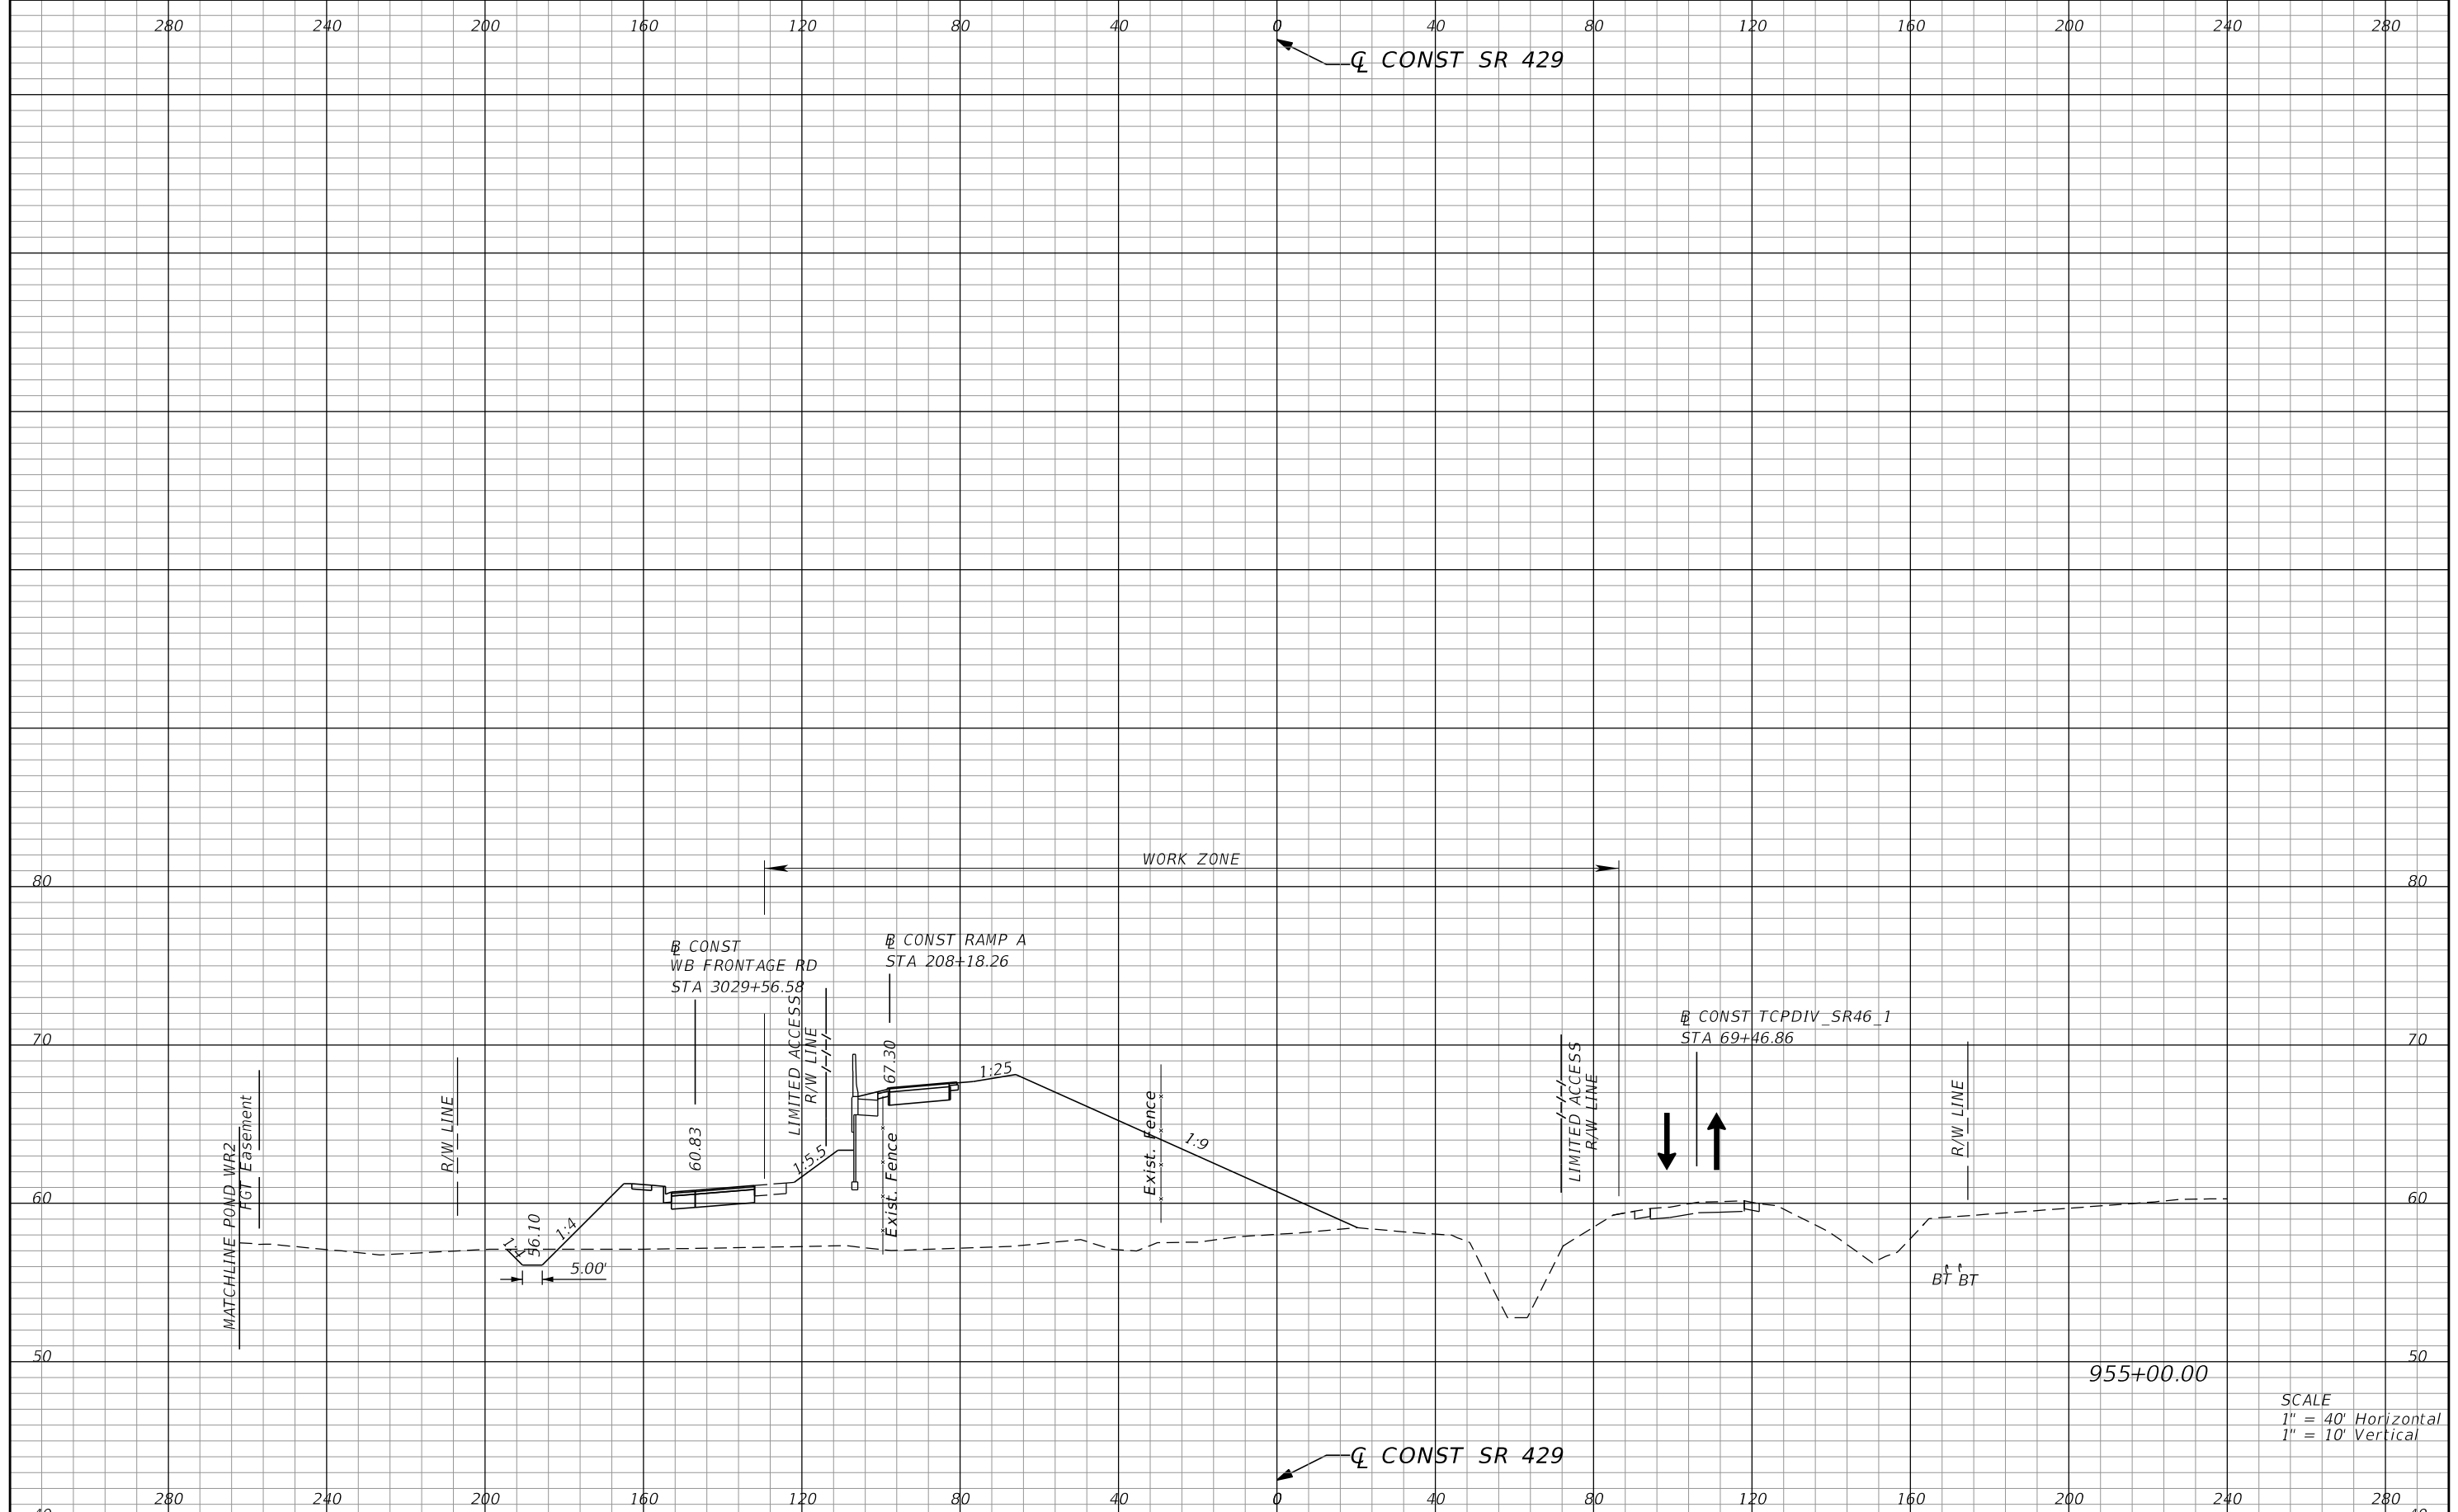 280 240 200 160 120 80 40 0 40 80 120 160 200 240 280
℄ CONST SR 429
WORK ZONE
80 80
℄ CONST RAMP A
STA 208+18.26
℄ CONST
WB FRONTAGE RD
STA 3029+56.58
℄ CONST TCPDIV_SR46_1
STA 69+46.86
70 70
LIMITED ACCESS
R/W LINE
67.30
1:25
LIMITED ACCESS
R/W LINE
R/W LINE
MATCHLINE POND WR2
FGT Easement
R/W LINE
60.83
1:5.5
Exist. Fence
Exist. Fence
1:9
60 60
1:4
56.10
5.00'
BT BT
50 50
955+00.00
SCALE
1" = 40' Horizontal
1" = 10' Vertical
℄ CONST SR 429
280 240 200 160 120 80 40 0 40 80 120 160 200 240 280